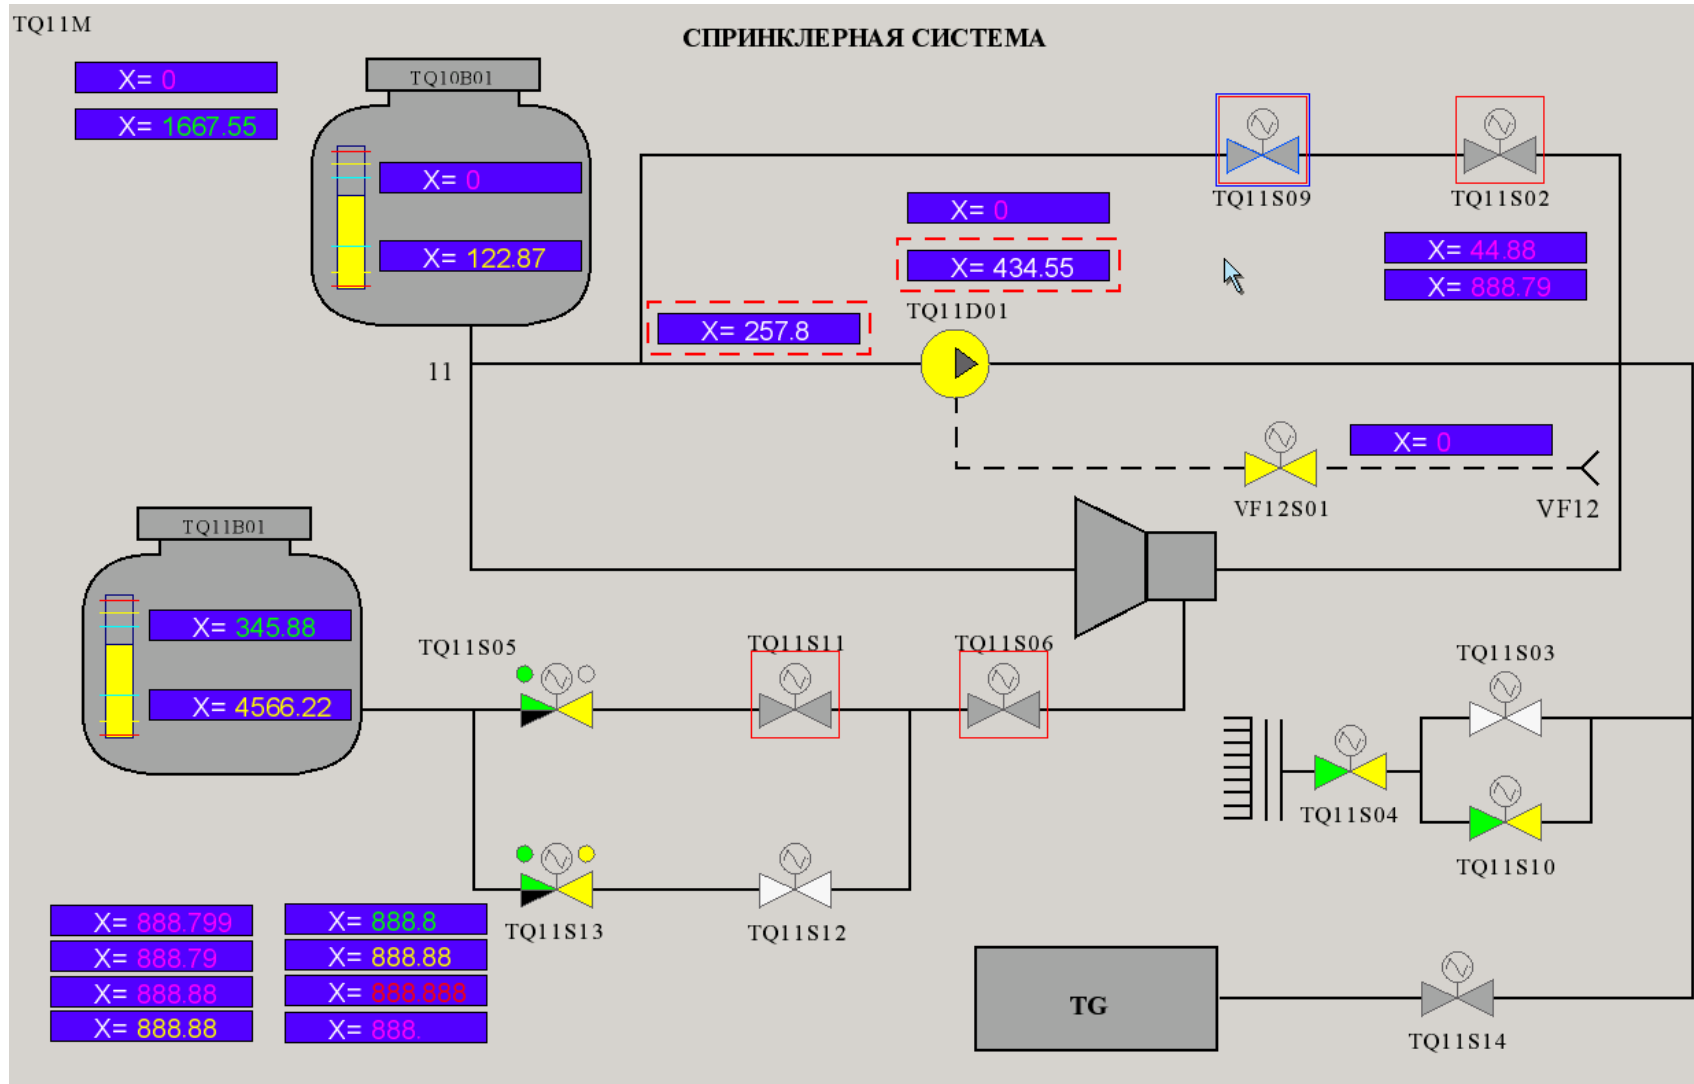 TQ11M
СПРИНКЛЕРНАЯ СИСТЕМА
X= 0
X= 1667.55
TQ10B01
X= 0
X= 122.87
TQ11S09
TQ11S02
X= 0
X= 434.55
X= 44.88
X= 888.79
TQ11D01
X= 257.8
11
X= 0
VF12S01
VF12
TQ11B01
X= 345.88
X= 4566.22
TQ11S05
TQ11S11
TQ11S06
TQ11S03
TQ11S04
TQ11S10
TQ11S13
TQ11S12
X= 888.799
X= 888.79
X= 888.88
X= 888.88
X= 888.8
X= 888.88
X= 888.888
X= 888.
TG
TQ11S14